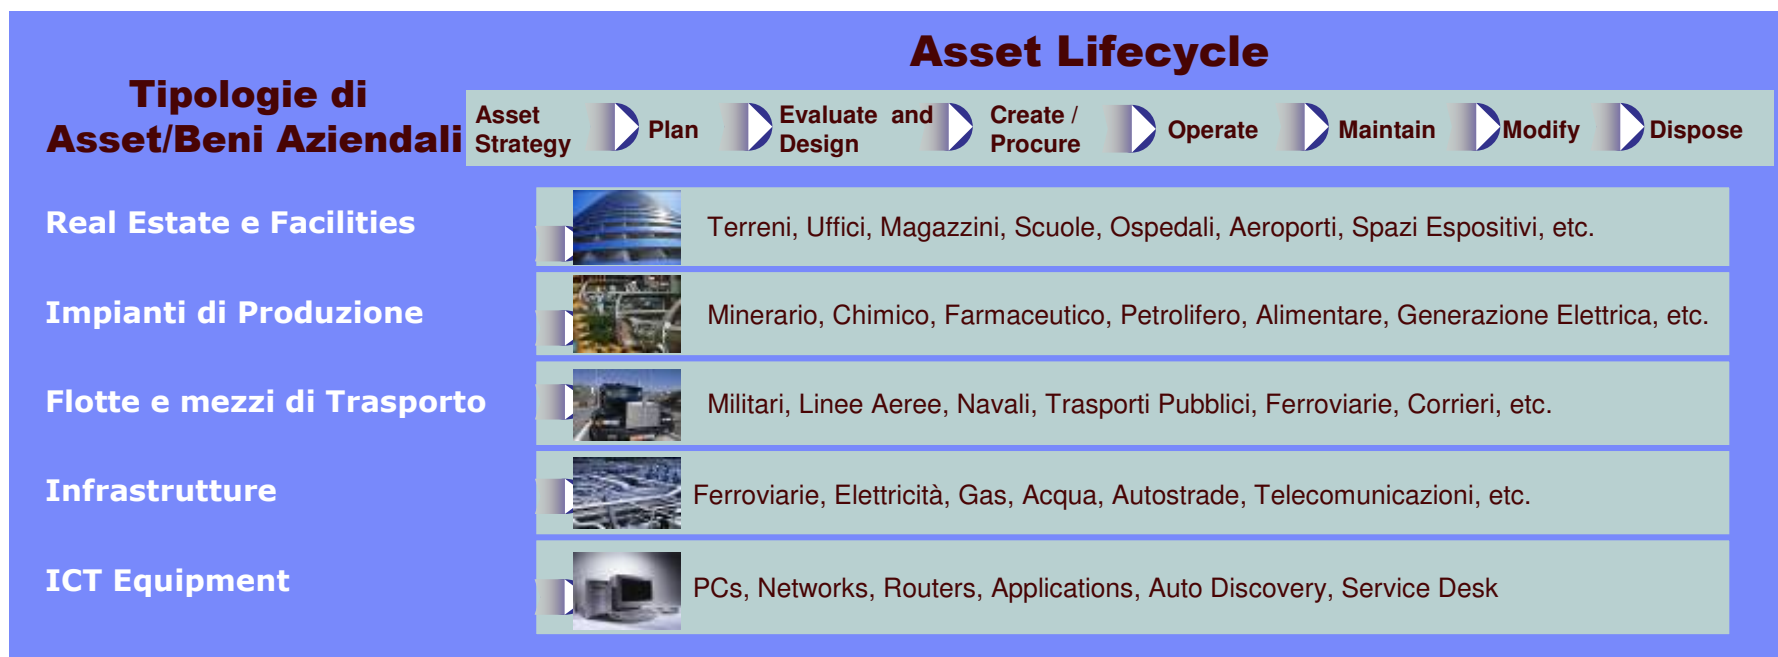 Asset Lifecycle
Tipologie di
Asset/Beni Aziendali
Asset
Strategy
Plan
Evaluate and
Design
Create /
Procure
Operate
Maintain
Modify
Dispose
Real Estate e Facilities
Terreni, Uffici, Magazzini, Scuole, Ospedali, Aeroporti, Spazi Espositivi, etc.
Impianti di Produzione
Minerario, Chimico, Farmaceutico, Petrolifero, Alimentare, Generazione Elettrica, etc.
Flotte e mezzi di Trasporto
Militari, Linee Aeree, Navali, Trasporti Pubblici, Ferroviarie, Corrieri, etc.
Infrastrutture
Ferroviarie, Elettricità, Gas, Acqua, Autostrade, Telecomunicazioni, etc.
ICT Equipment
PCs, Networks, Routers, Applications, Auto Discovery, Service Desk